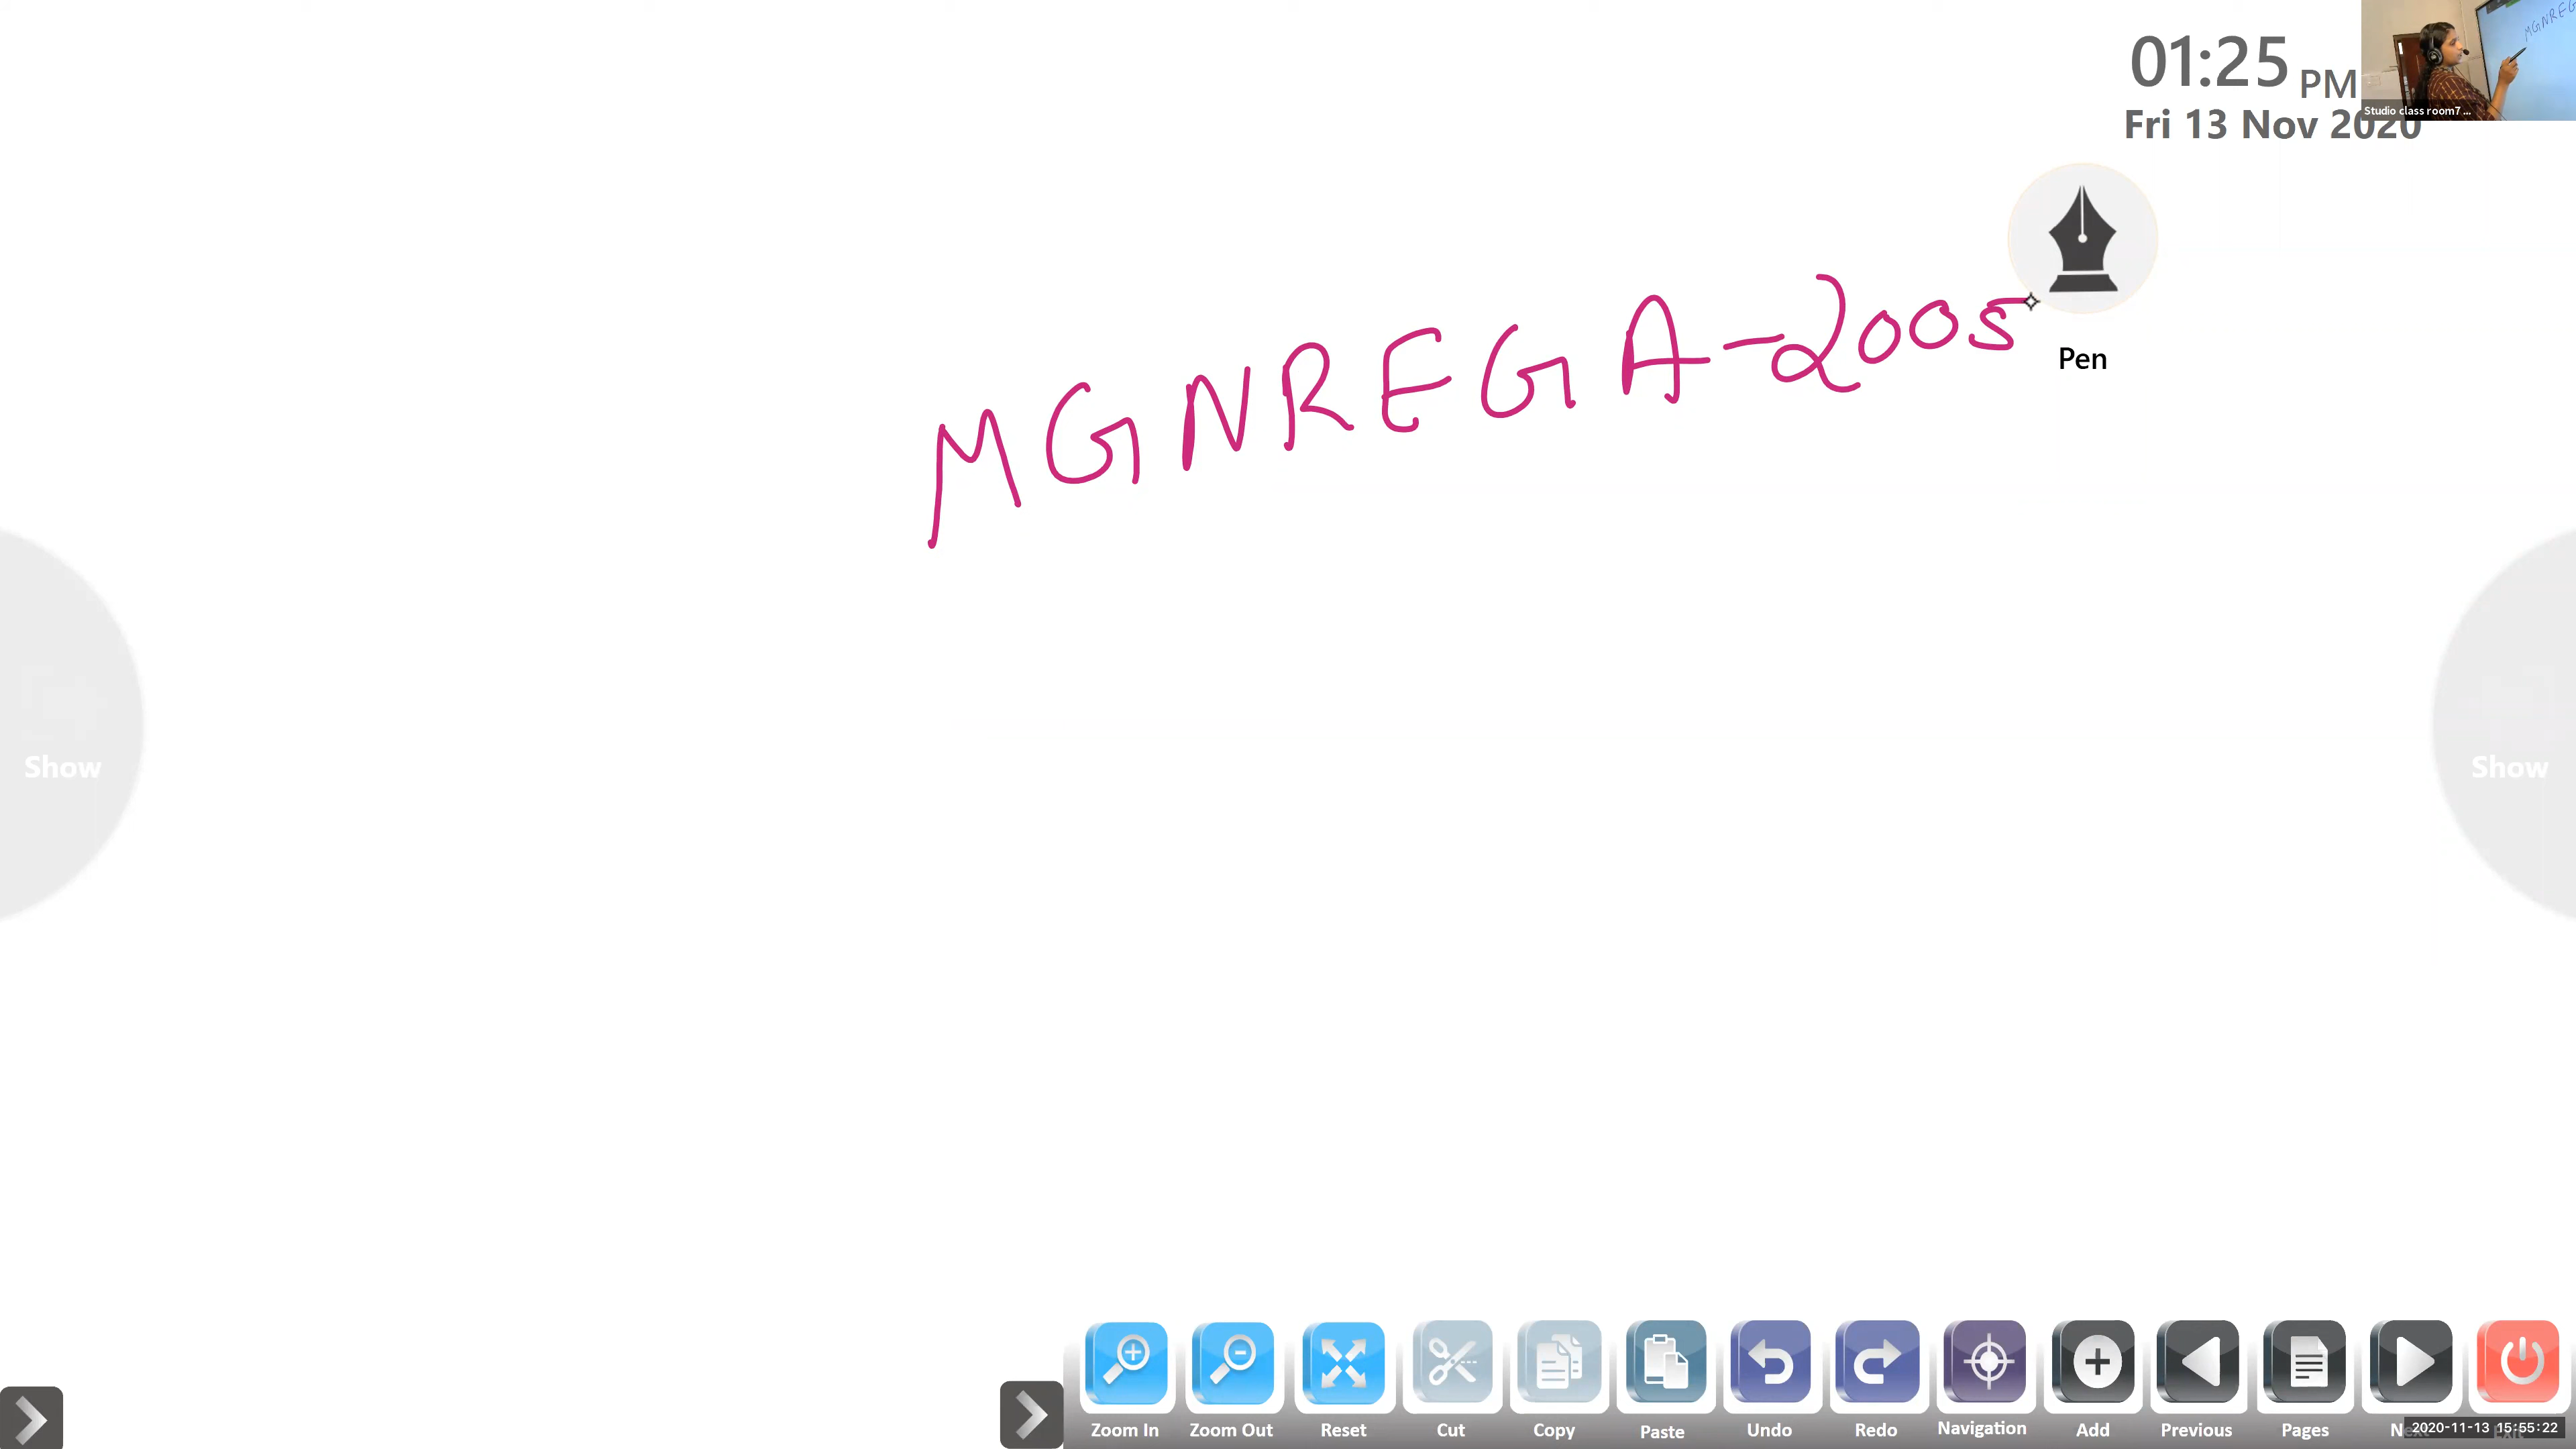 01:25 PM
Fri 13 Nov 2020
MGNREG
Studio class room7 ...
Pen
MGNREGA-2005
Show
Show
Zoom In
Zoom Out
Reset
Cut
Copy
Paste
Undo
Redo
Navigation
Add
Previous
Pages
2020-11-13 15:55:22